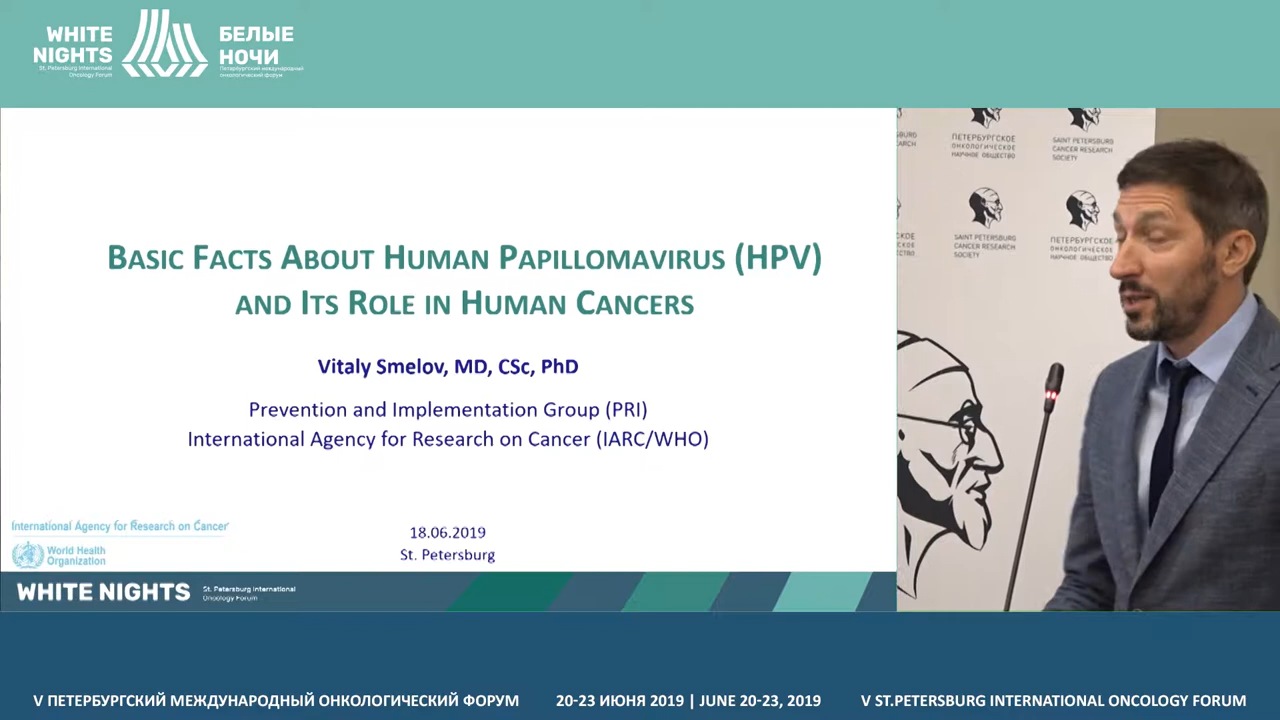 WHITE
NIGHTS
St. Petersburg International
Oncology Forum
БЕЛЫЕ
НОЧИ
Петербургский международный
онкологический форум
BASIC FACTS ABOUT HUMAN PAPILLOMAVIRUS (HPV)
AND ITS ROLE IN HUMAN CANCERS
Vitaly Smelov, MD, CSc, PhD
Prevention and Implementation Group (PRI)
International Agency for Research on Cancer (IARC/WHO)
International Agency for Research on Cancer
World Health
Organization
18.06.2019
St. Petersburg
WHITE NIGHTS
St. Petersburg International
Oncology Forum
SBURG
ARCH
ПЕТЕРБУРГСКОЕ
ОНКОЛОГИЧЕСКОЕ
НАУЧНОЕ ОБЩЕСТВО
SAINT PETERSBURG
CANCER RESEARCH
SOCIETY
СКОЕ
СКОЕ
СТВО
SAINT PETERSBURG
CANCER RESEARCH
SOCIETY
ПЕТЕРБУРГСКОЕ
ОНКОЛОГИЧЕСКОЕ
НАУЧНОЕ ОБЩЕСТВО
V ПЕТЕРБУРГСКИЙ МЕЖДУНАРОДНЫЙ ОНКОЛОГИЧЕСКИЙ ФОРУМ
20-23 ИЮНЯ 2019 | JUNE 20-23, 2019
V ST.PETERSBURG INTERNATIONAL ONCOLOGY FORUM